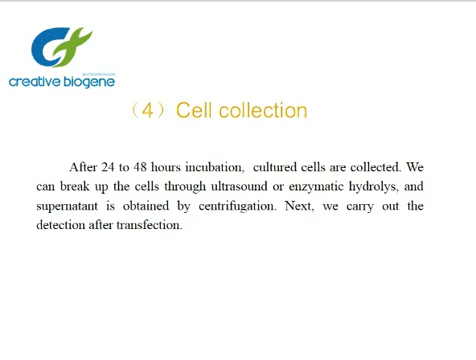 creative biogene
（4）Cell collection
After 24 to 48 hours incubation, cultured cells are collected. We
can break up the cells through ultrasound or enzymatic hydrolys, and
supernatant is obtained by centrifugation. Next, we carry out the
detection after transfection.